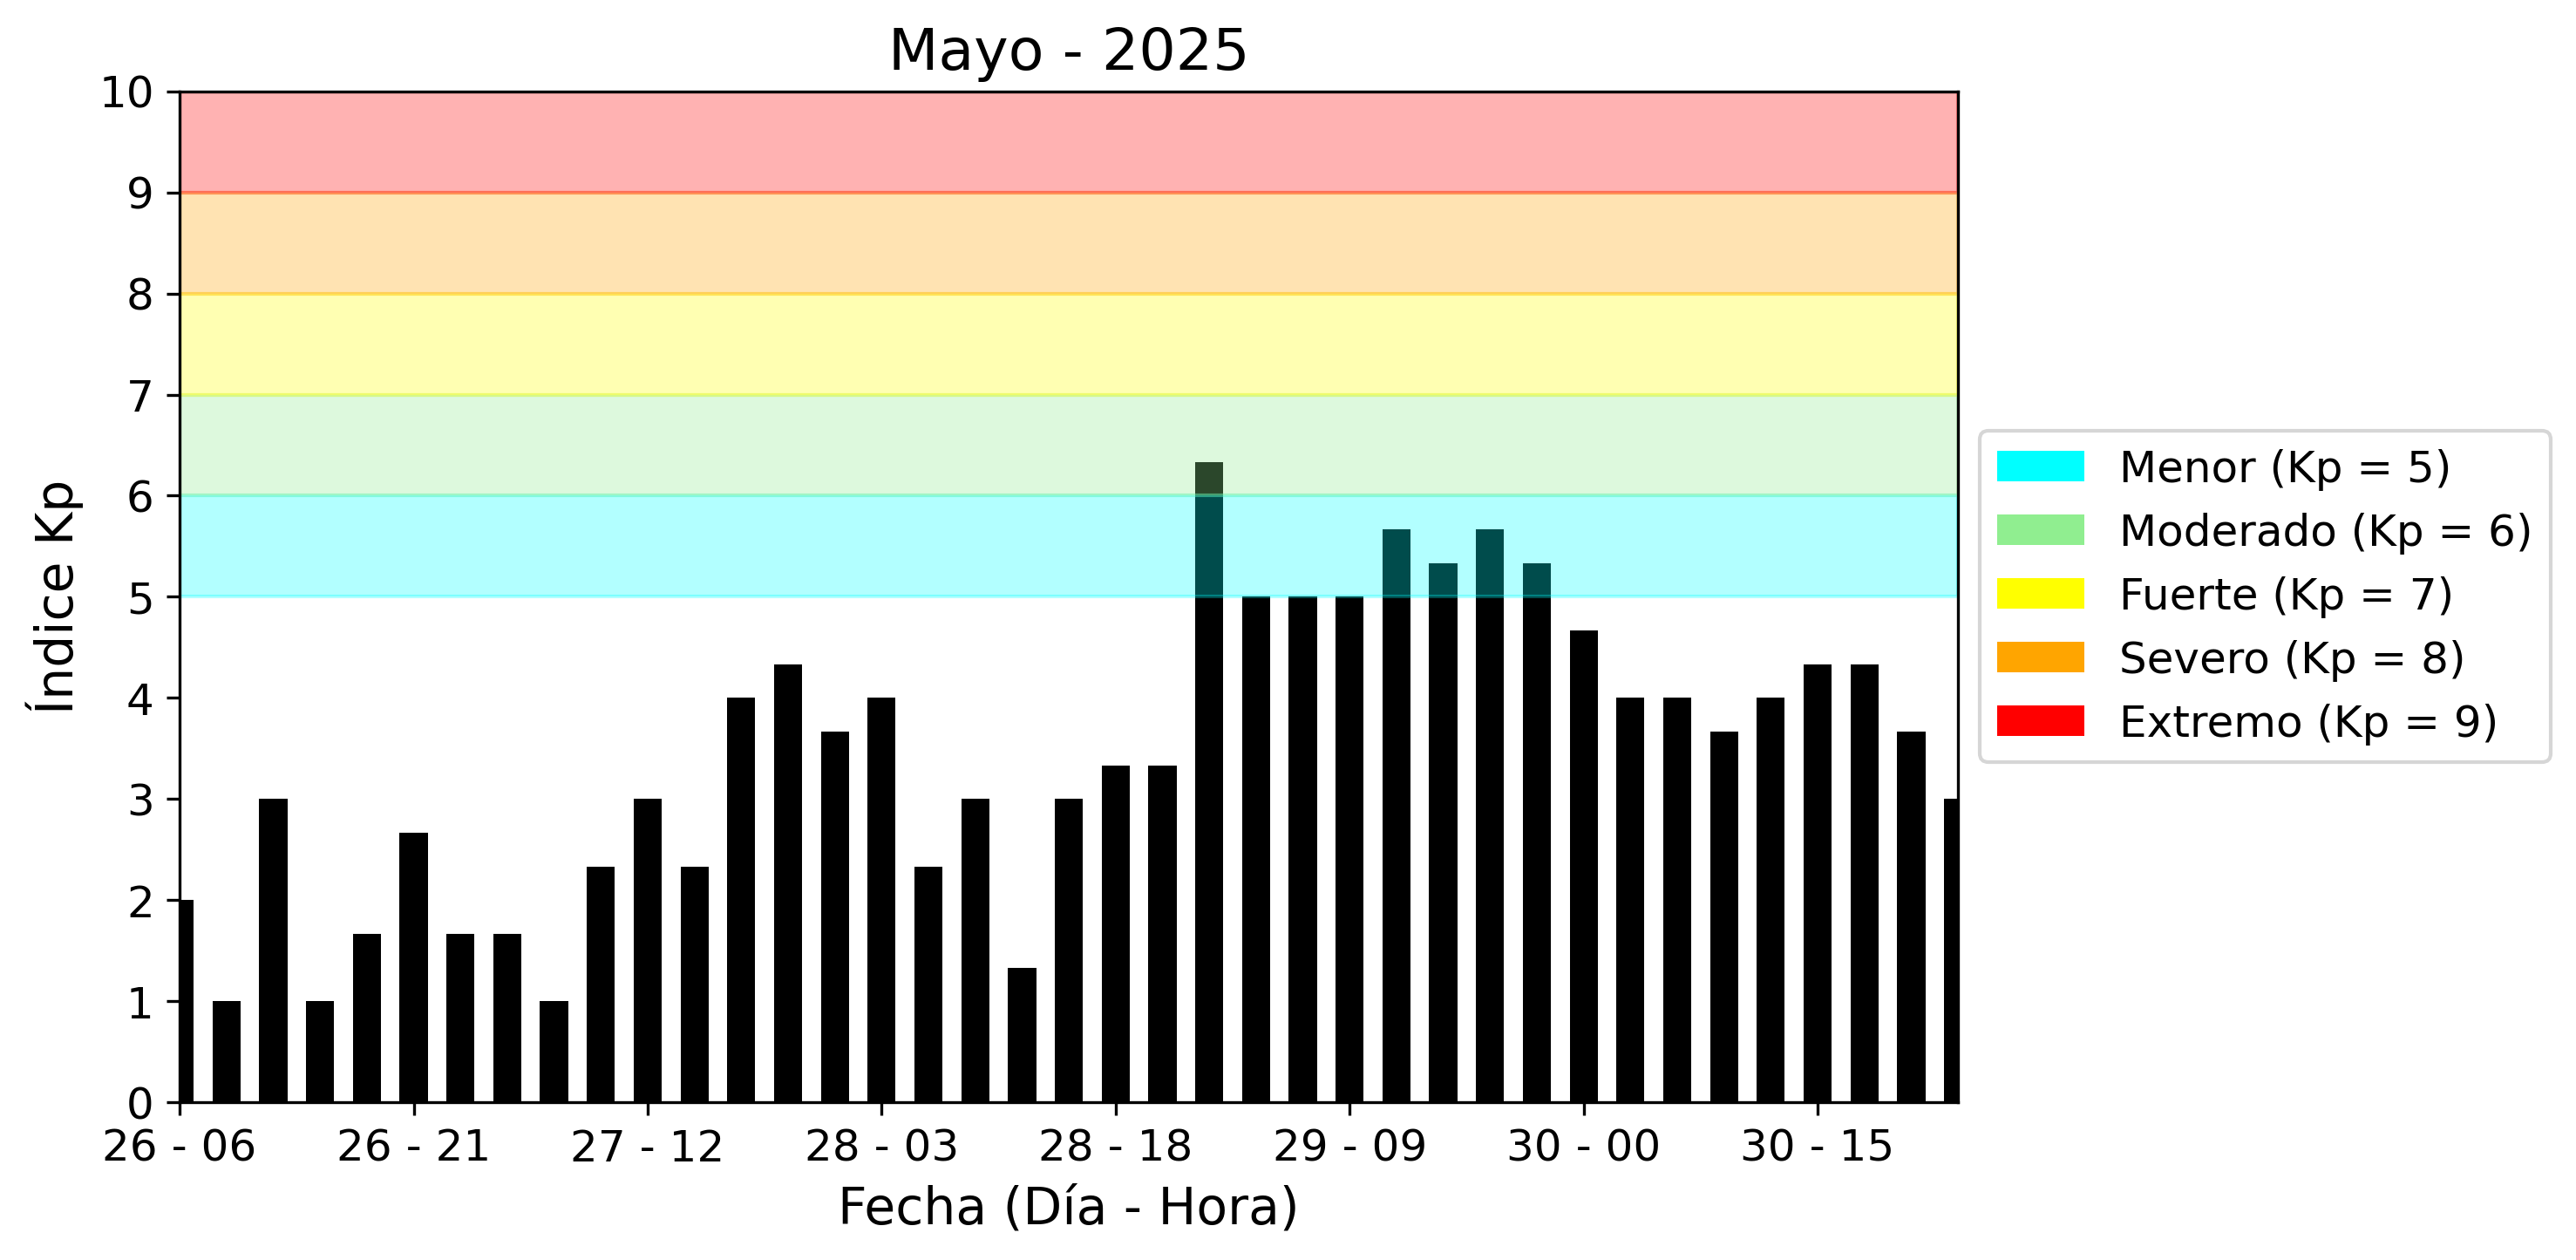 Mayo - 2025
10
9
8
7
6
5
4
3
2
1
0
Índice Kp
26 - 06
26 - 21
27 - 12
28 - 03
28 - 18
29 - 09
30 - 00
30 - 15
Fecha (Día - Hora)
Menor (Kp = 5)
Moderado (Kp = 6)
Fuerte (Kp = 7)
Severo (Kp = 8)
Extremo (Kp = 9)